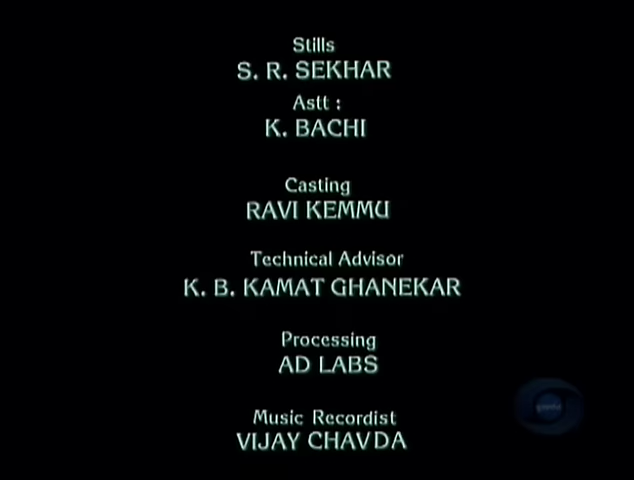 Stills
S. R. SEKHAR
Astt :
K. BACHI
Casting
RAVI KEMMU
Technical Advisor
K. B. KAMAT GHANEKAR
Processing
AD LABS
Music Recordist
VIJAY CHAVDA